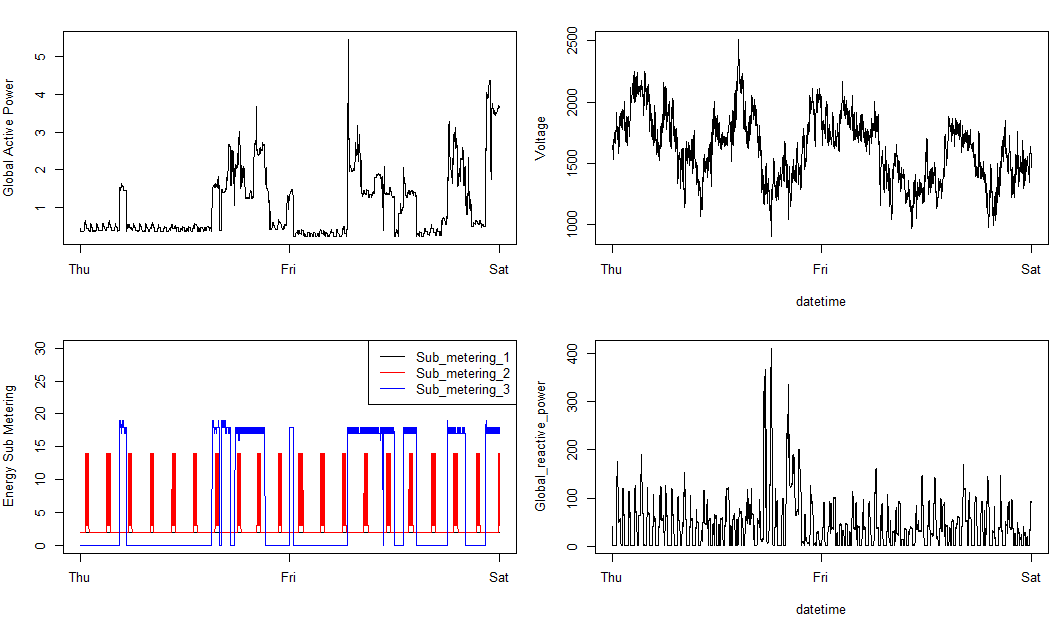 Global Active Power
5
4
3
2
1
Thu Fri Sat
Voltage
2500
2000
1500
1000
Thu Fri Sat
datetime
Energy Sub Metering
30
25
20
15
10
5
0
Sub_metering_1
Sub_metering_2
Sub_metering_3
Thu Fri Sat
Global_reactive_power
400
300
200
100
0
Thu Fri Sat
datetime